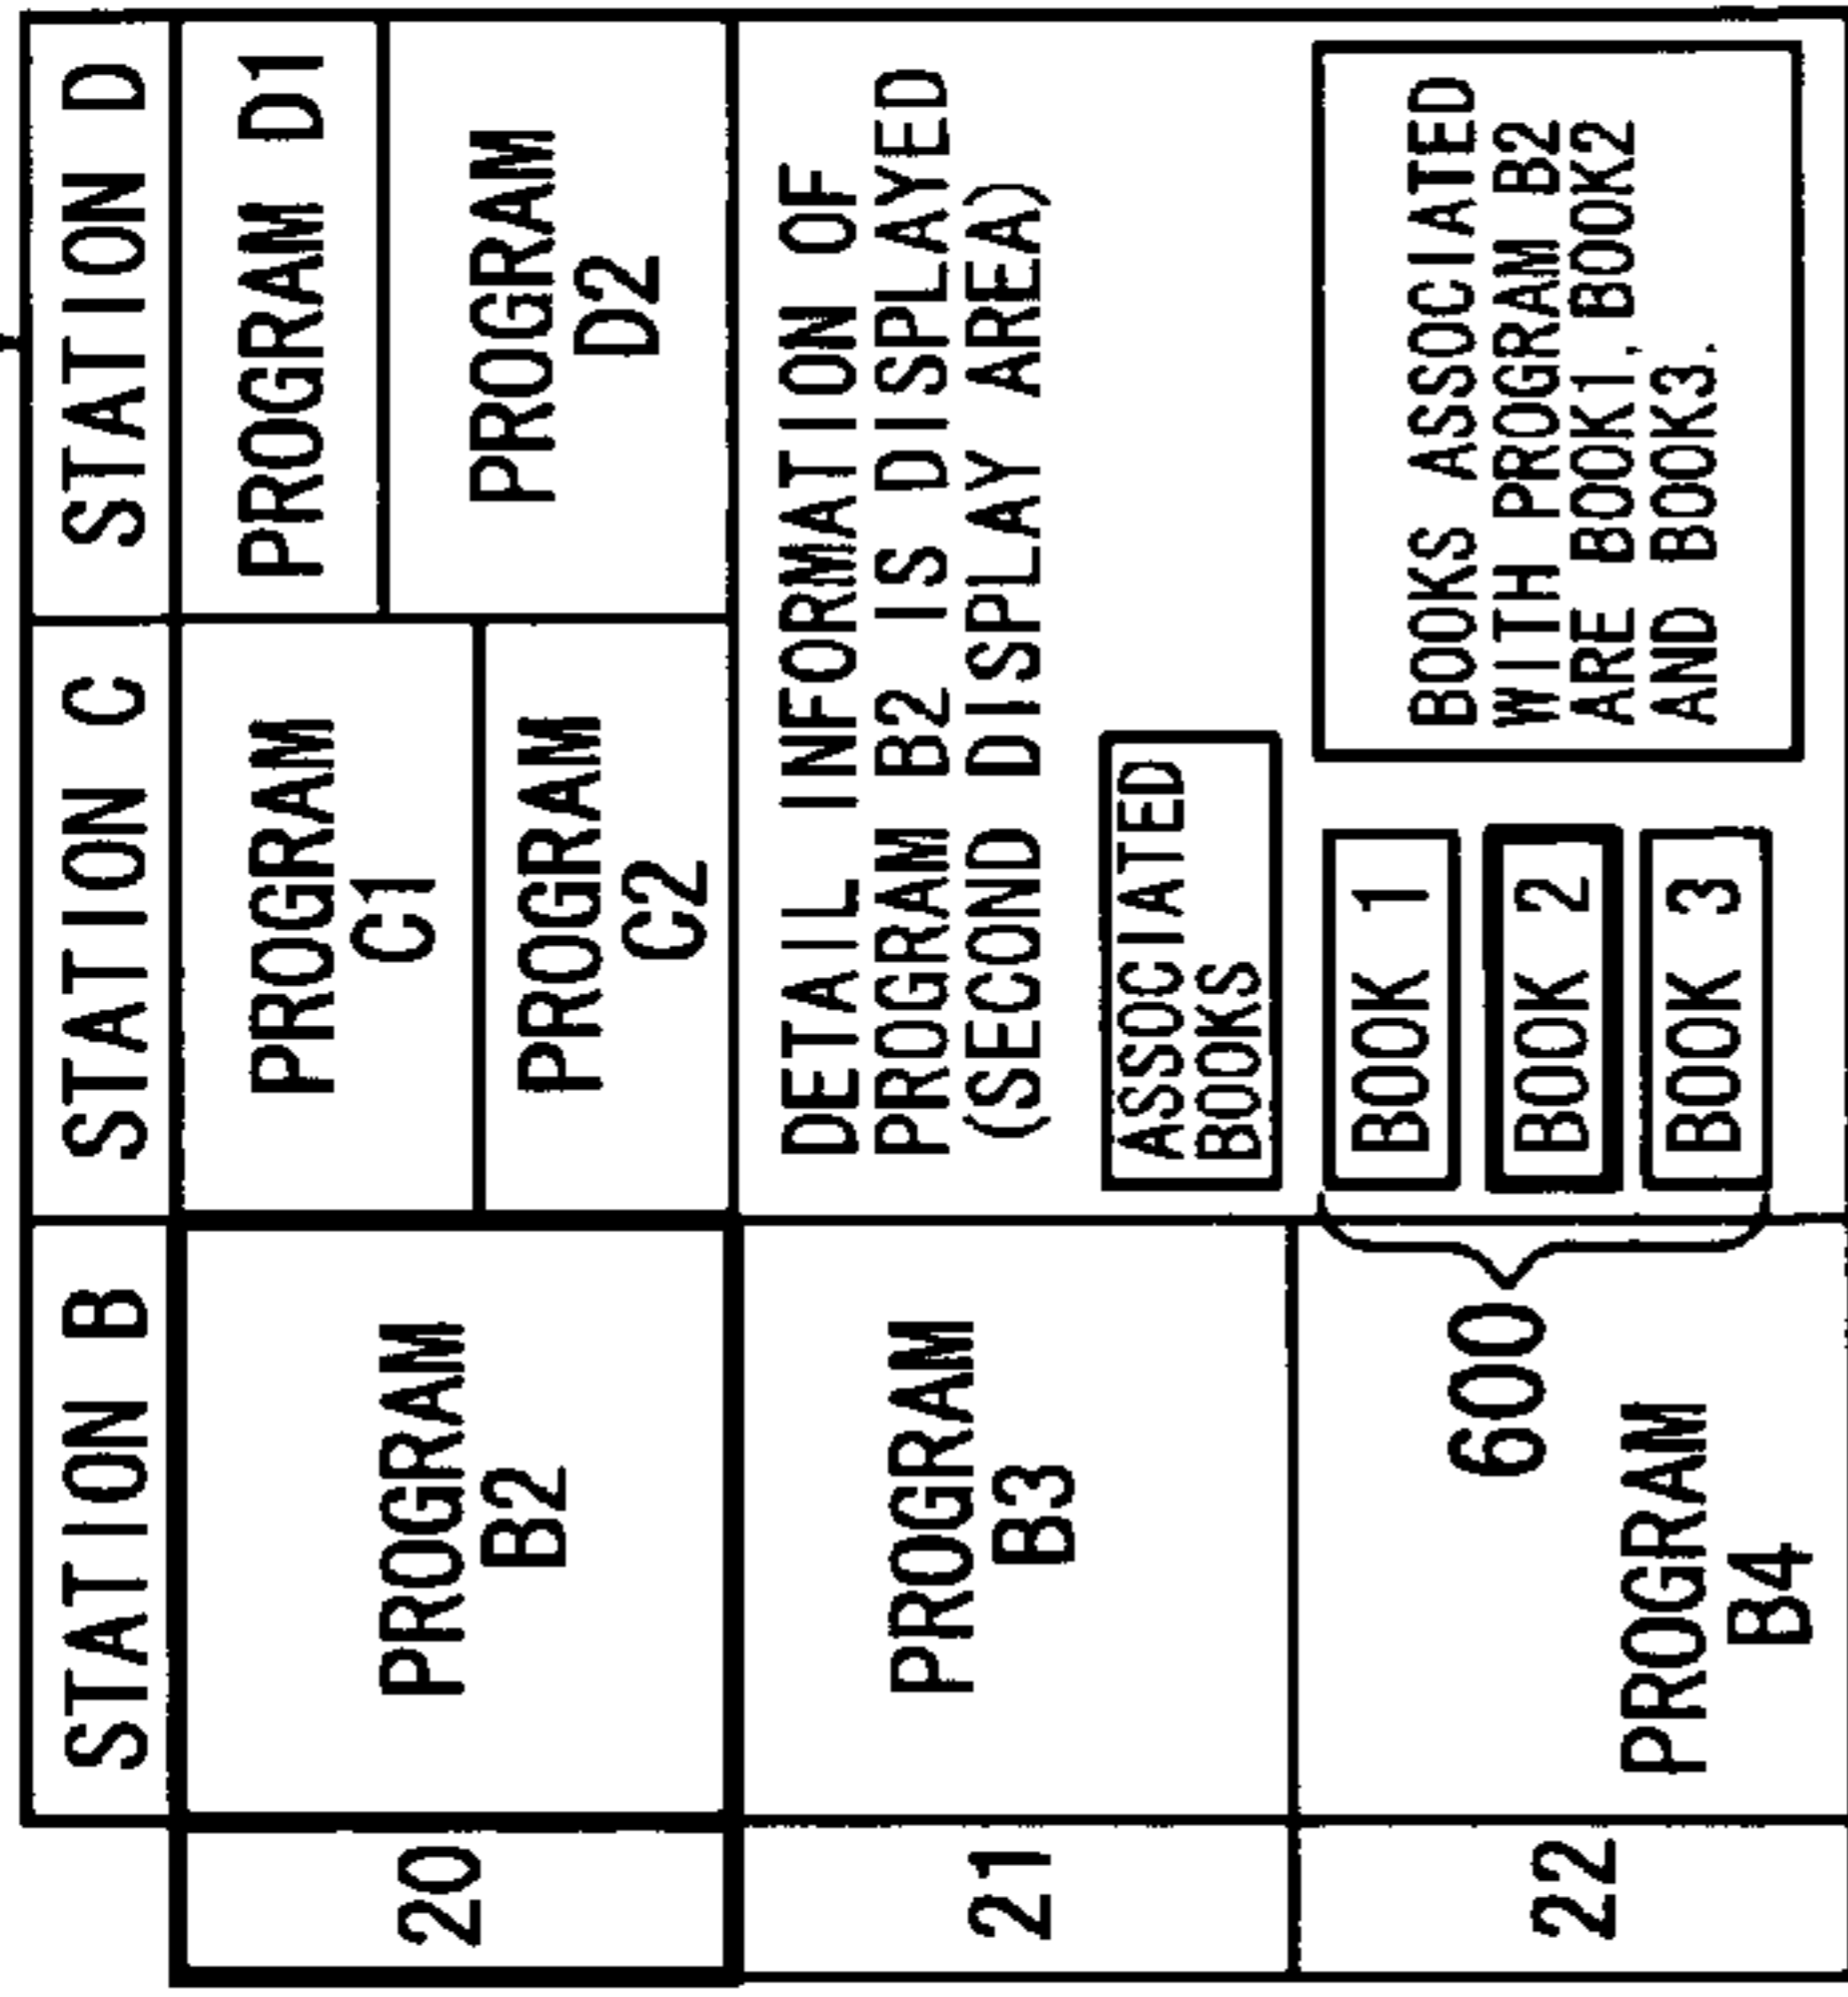 STATION B
STATION C
STATION D
20
PROGRAM
B2
PROGRAM
C1
PROGRAM
C2
PROGRAM D1
PROGRAM
D2
21
PROGRAM
B3
DETAIL INFORMATION OF
PROGRAM B2 IS DISPLAYED
(SECOND DISPLAY AREA)
ASSOCIATED
BOOKS
22
600
PROGRAM
B4
BOOK 1
BOOK 2
BOOK 3
BOOKS ASSOCIATED
WITH PROGRAM B2
ARE BOOK1, BOOK2
AND BOOK3.